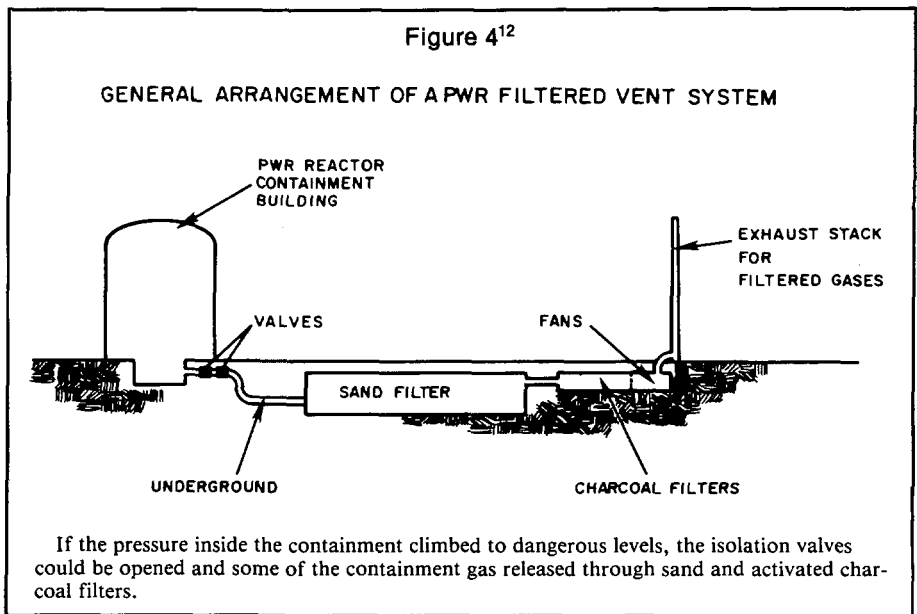 Figure 4¹²
GENERAL ARRANGEMENT OF A PWR FILTERED VENT SYSTEM
PWR REACTOR
CONTAINMENT
BUILDING
EXHAUST STACK
FOR
FILTERED GASES
VALVES
FANS
SAND FILTER
UNDERGROUND
CHARCOAL FILTERS
If the pressure inside the containment climbed to dangerous levels, the isolation valves
could be opened and some of the containment gas released through sand and activated char-
coal filters.